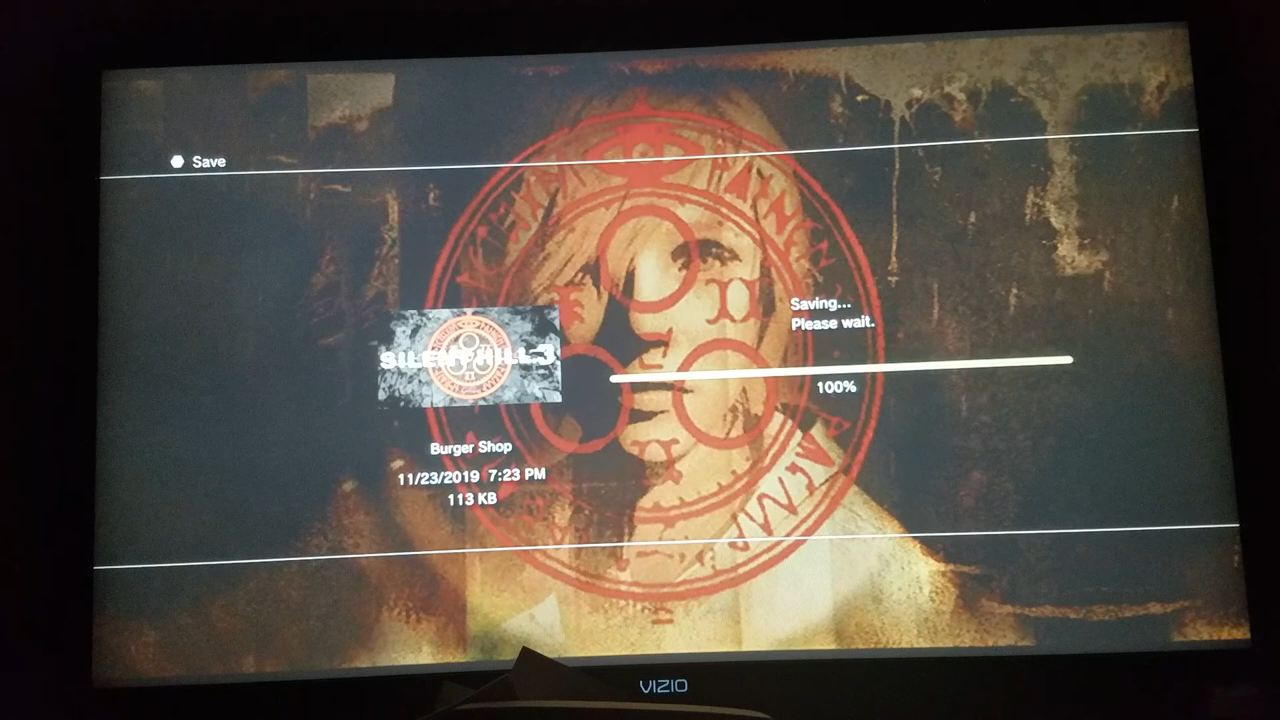 Save
Saving...
Please wait.
SILENT HILL 3
100%
Burger Shop
11/23/2019 7:23 PM
113 KB
VIZIO